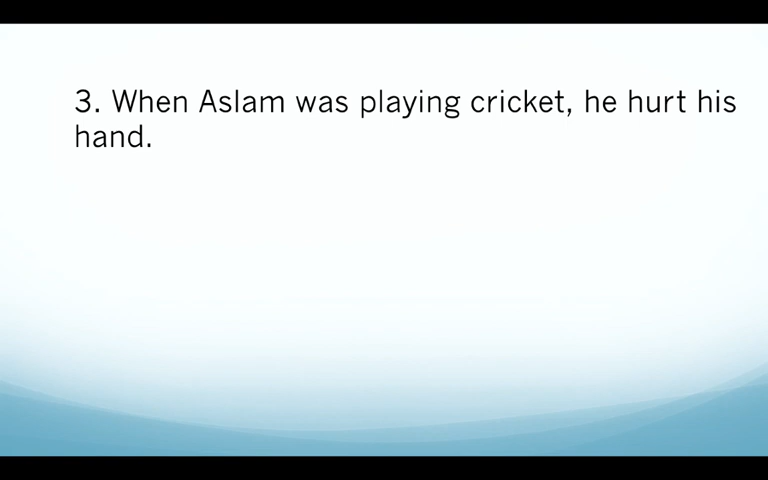 3. When Aslam was playing cricket, he hurt his
hand.